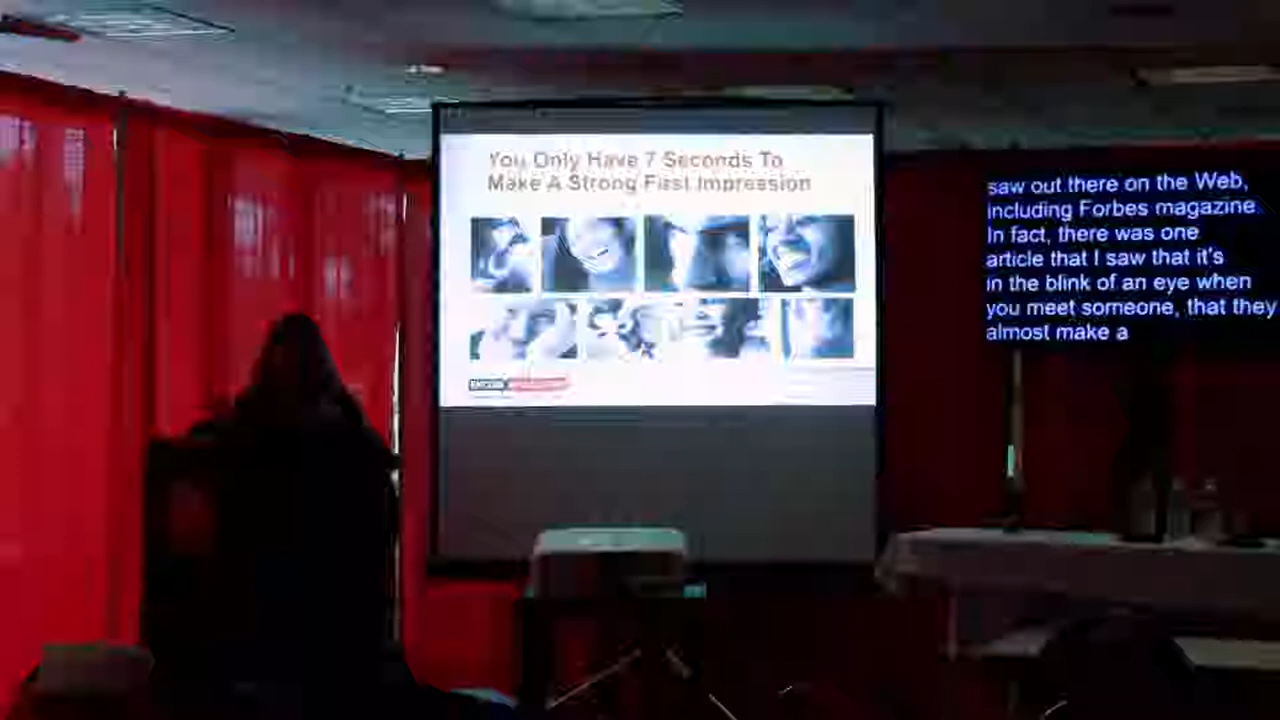 You Only Have 7 Seconds To
Make A Strong First Impression
saw out there on the Web,
including Forbes magazine.
In fact, there was one
article that I saw that it's
in the blink of an eye when
you meet someone, that they
almost make a